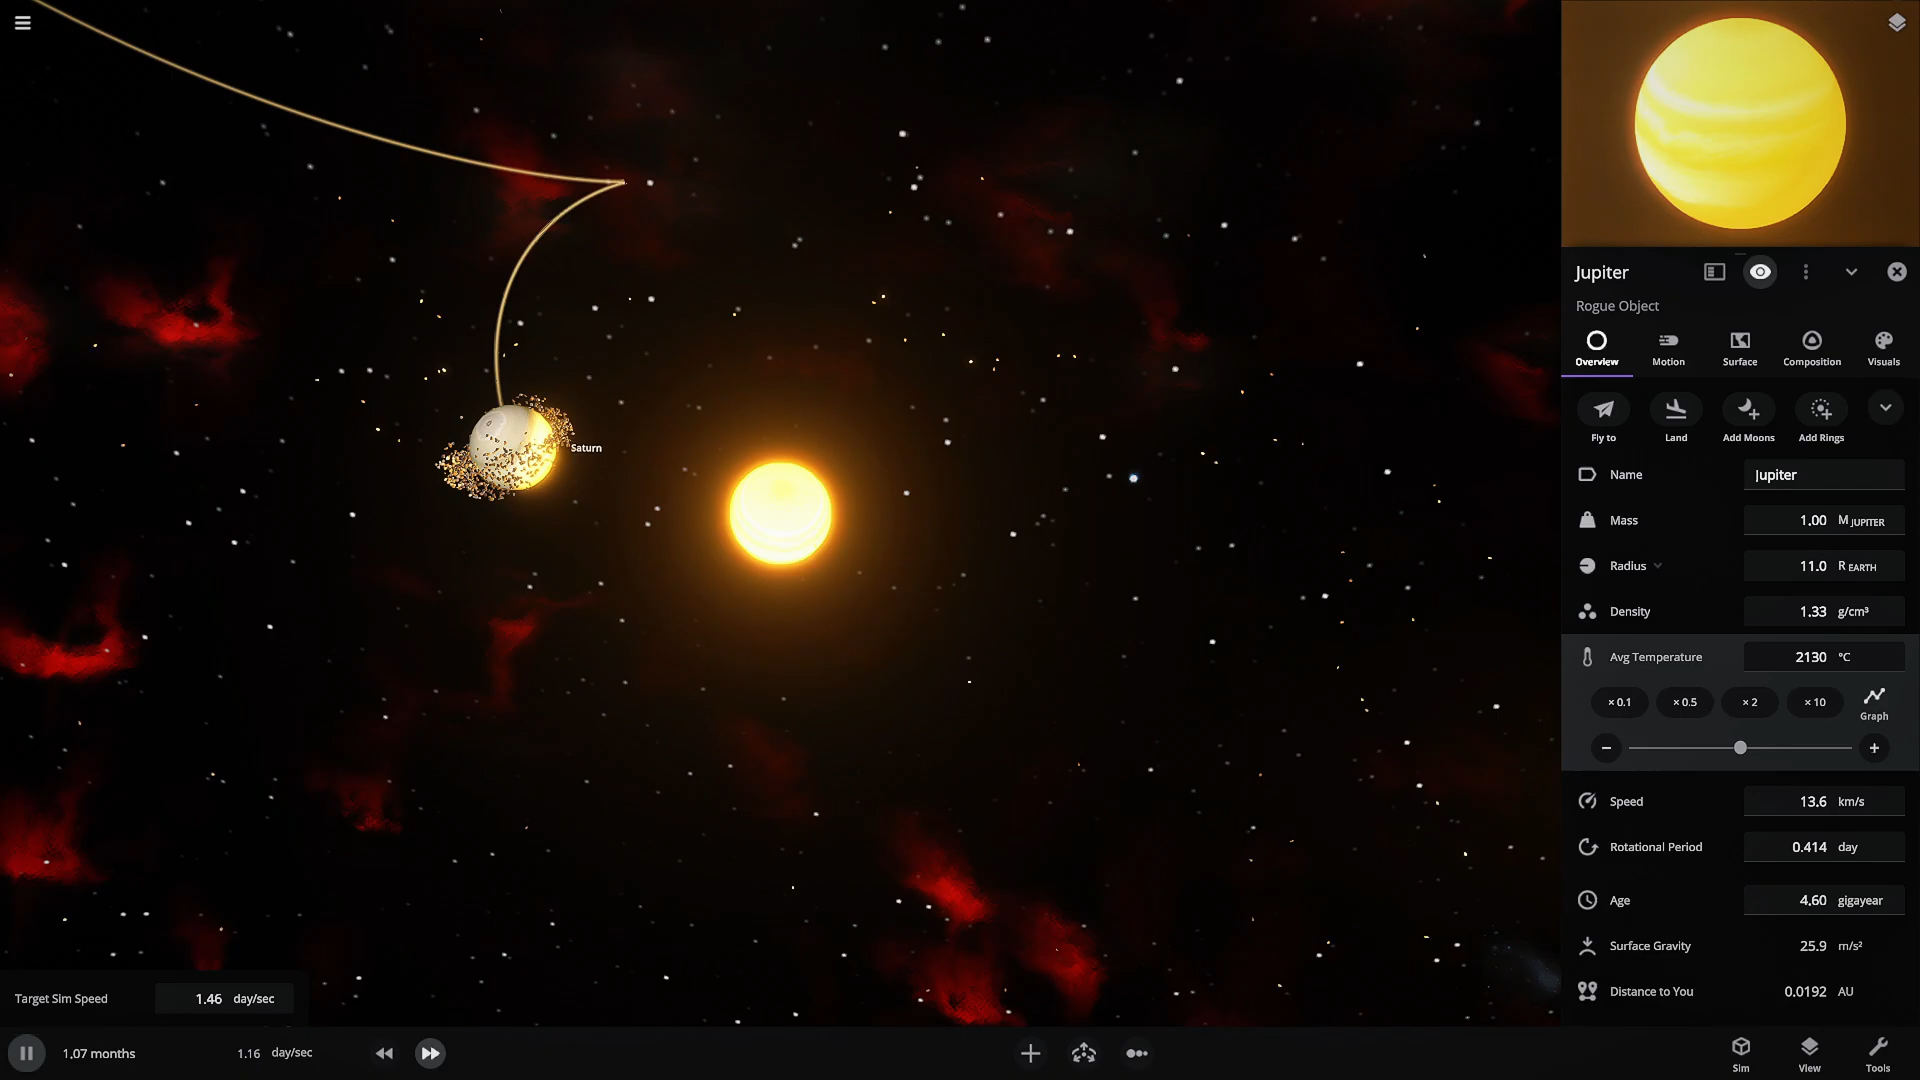 Saturn
Jupiter
Rogue Object
Overview
Motion
Surface
Composition
Visuals
Fly to
Land
Add Moons
Add Rings
Name
Jupiter
Mass
1.00 M JUPITER
Radius
11.0 R EARTH
Density
1.33 g/cm³
Avg Temperature
2130 °C
× 0.1
× 0.5
× 2
× 10
Graph
Speed
13.6 km/s
Rotational Period
0.414 day
Age
4.60 gigayear
Surface Gravity
25.9 m/s²
Distance to You
0.0192 AU
Target Sim Speed
1.46 day/sec
1.07 months
1.16 day/sec
Sim
View
Tools